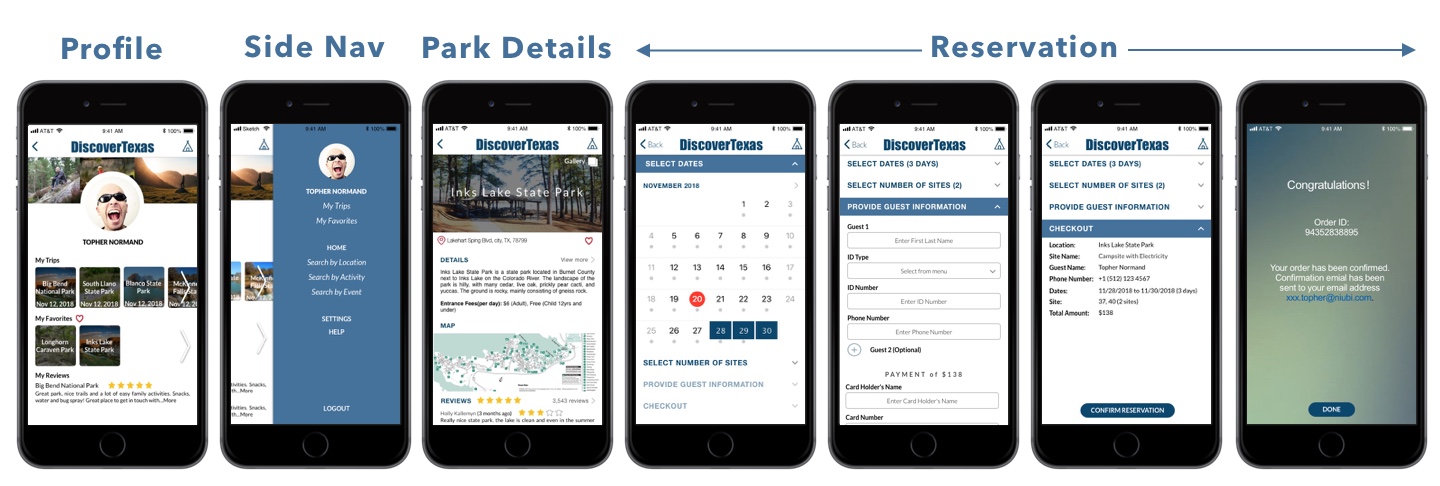 Profile
Side Nav
Park Details
Reservation
AT&T 9:41 AM 100%
DiscoverTexas
TOPHER NORMAND
My Trips
Big Bend
National Park
Nov 12, 2018
South Llano
State Park
Nov 12, 2018
Blanco State
Park
Nov 12, 2018
McKinney
Falls
Nov 12, 2018
My Favorites
Longhorn
Caraven Park
Inks Lake
State Park
My Reviews
Big Bend National Park
Great park, nice trails and a lot of easy family activities. Snacks,
water and bug spray! Great place to get in touch with...More
Sketch 9:41 AM 100%
TOPHER NORMAND
My Trips
My Favorites
HOME
Search by Location
Search by Activity
Search by Event
SETTINGS
HELP
LOGOUT
tivities. Snacks,
th...More
AT&T 9:41 AM 100%
DiscoverTexas
Gallery
Inks Lake State Park
Lakehart Sping Blvd, city, TX, 78799
DETAILS
View more
Inks Lake State Park is a state park located in Burnet County
next to Inks Lake on the Colorado River. The landscape of the
park is hilly, with many cedar, live oak, prickly pear cacti, and
yuccas. The ground is rocky, mainly consisting of gneiss rock.
Entrance Fees(per day): $6 (Adult), Free (Child 12yrs and
under)
MAP
REVIEWS
3,543 reviews
Holly Kallenyn (3 months ago)
Really nice state park, the lake is clean and even in the summer
AT&T 9:41 AM 100%
Back
DiscoverTexas
SELECT DATES
NOVEMBER 2018
1 2 3
4 5 6 7 8 9 10
11 12 13 14 15 16 17
18 19 20 21 22 23 24
25 26 27 28 29 30
SELECT NUMBER OF SITES
PROVIDE GUEST INFORMATION
CHECKOUT
AT&T 9:41 AM 100%
Back
DiscoverTexas
SELECT DATES (3 DAYS)
SELECT NUMBER OF SITES (2)
PROVIDE GUEST INFORMATION
Guest 1
Enter First Last Name
ID Type
Select from menu
ID Number
Enter ID Number
Phone Number
Enter Phone Number
Guest 2 (Optional)
PAYMENT of $138
Card Holder's Name
Enter Card Holder's Name
Card Number
AT&T 9:41 AM 100%
Back
DiscoverTexas
SELECT DATES (3 DAYS)
SELECT NUMBER OF SITES (2)
PROVIDE GUEST INFORMATION
CHECKOUT
Location: Inks Lake State Park
Site Name: Campsite with Electricity
Guest Name: Topher Normand
Phone Number: +1 (512) 123 4567
Dates: 11/28/2018 to 11/30/2018 (3 days)
Site: 37, 40 (2 sites)
Total Amount: $138
CONFIRM RESERVATION
AT&T 9:41 AM 100%
Congratulations!
Order ID:
94352838895
Your order has been confirmed.
Confirmation emial has been
sent to your email address
xxx.topher@niubi.com.
DONE